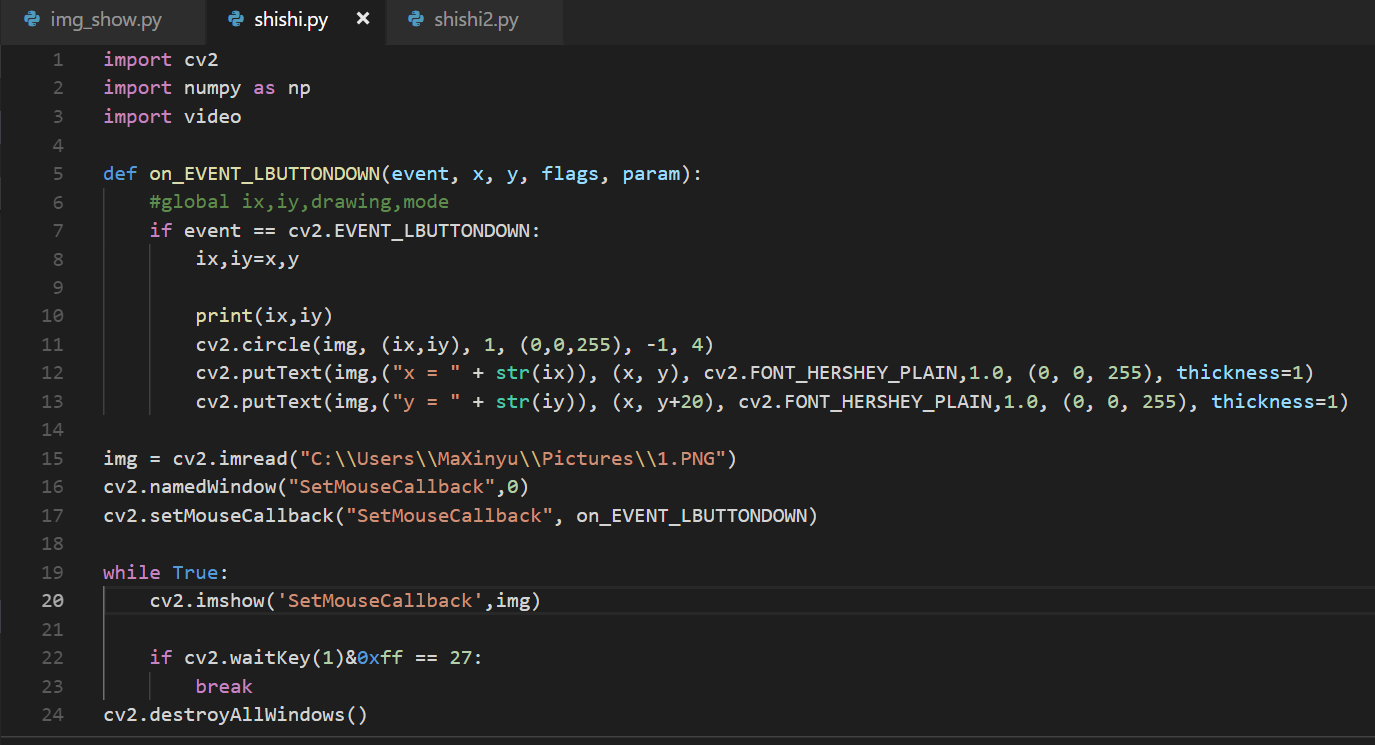 img_show.py shishi.py × shishi2.py
1 import cv2
2 import numpy as np
3 import video
4
5 def on_EVENT_LBUTTONDOWN(event, x, y, flags, param):
6     #global ix,iy,drawing,mode
7     if event == cv2.EVENT_LBUTTONDOWN:
8         ix,iy=x,y
9
10         print(ix,iy)
11         cv2.circle(img, (ix,iy), 1, (0,0,255), -1, 4)
12         cv2.putText(img,("x = " + str(ix)), (x, y), cv2.FONT_HERSHEY_PLAIN,1.0, (0, 0, 255), thickness=1)
13         cv2.putText(img,("y = " + str(iy)), (x, y+20), cv2.FONT_HERSHEY_PLAIN,1.0, (0, 0, 255), thickness=1)
14
15 img = cv2.imread("C:\\Users\\MaXinyu\\Pictures\\1.PNG")
16 cv2.namedWindow("SetMouseCallback",0)
17 cv2.setMouseCallback("SetMouseCallback", on_EVENT_LBUTTONDOWN)
18
19 while True:
20     cv2.imshow('SetMouseCallback',img)
21
22     if cv2.waitKey(1)&0xff == 27:
23         break
24 cv2.destroyAllWindows()